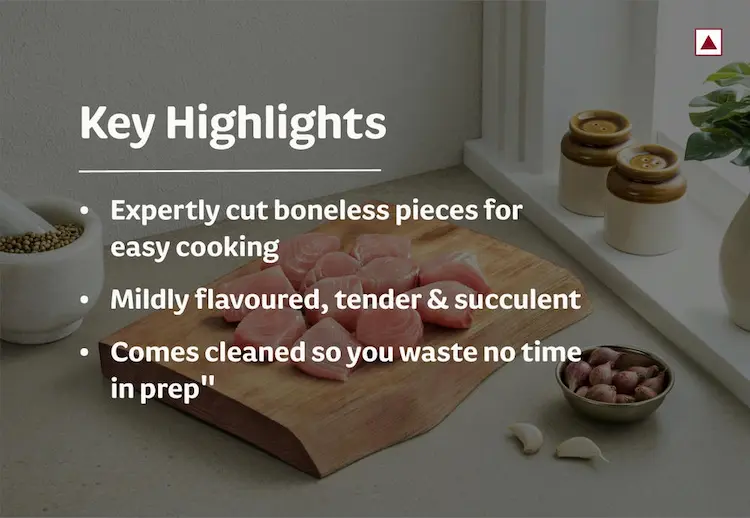 Key Highlights
• Expertly cut boneless pieces for
easy cooking
• Mildly flavoured, tender & succulent
• Comes cleaned so you waste no time
in prep"